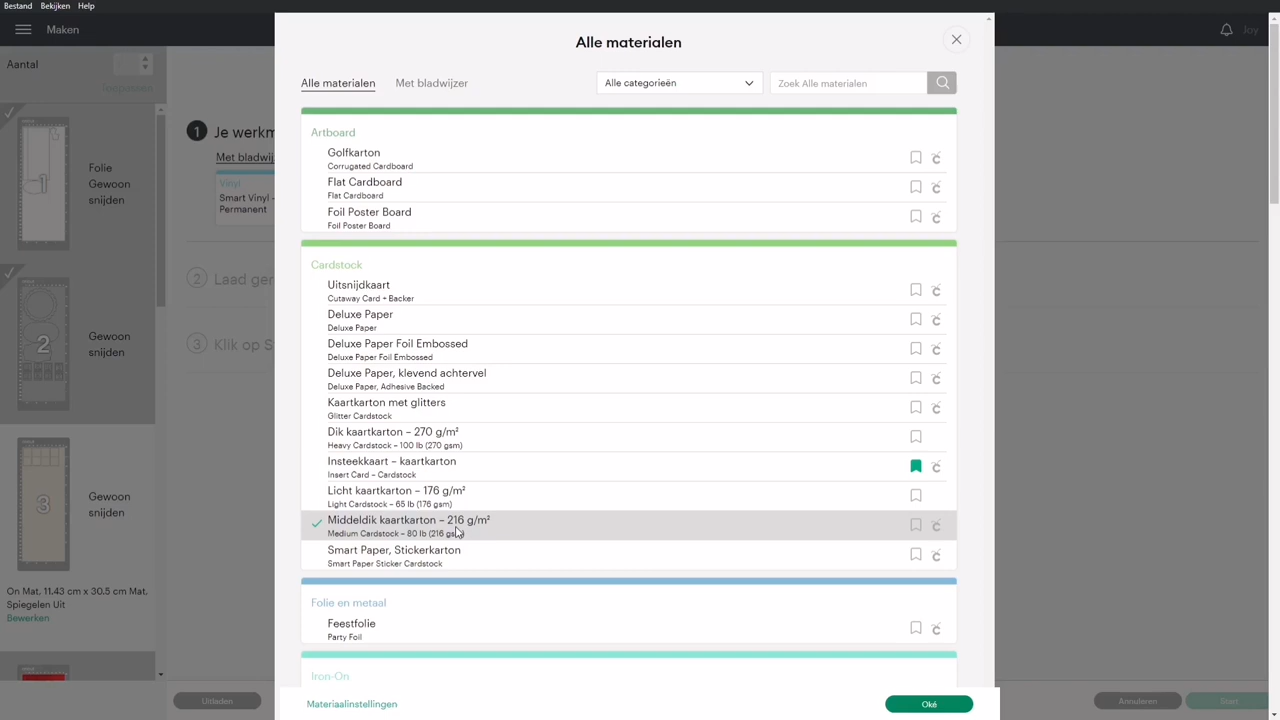 Bestand Bekijken Help
Maken
Joy
Aantal
Toepassen
Folie
Gewoon
snijden
2
Gewoon
snijden
3
Gewoon
snijden
On Mat. 11.43 cm x 30.5 cm Mat.
Spiegelen Uit
Bewerken
1 Je werkm
Met bladwij
Vinyl
Smart Vinyl –
Permanent
2 Laad ger
3 Klik op S
Uitladen
Annuleren
Start
Alle materialen
Alle materialen
Met bladwijzer
Alle categorieën
Zoek Alle materialen
Artboard
Golfkarton
Corrugated Cardboard
Flat Cardboard
Flat Cardboard
Foil Poster Board
Foil Poster Board
Cardstock
Uitsnijdkaart
Cutaway Card + Backer
Deluxe Paper
Deluxe Paper
Deluxe Paper Foil Embossed
Deluxe Paper Foil Embossed
Deluxe Paper, klevend achtervel
Deluxe Paper, Adhesive Backed
Kaartkarton met glitters
Glitter Cardstock
Dik kaartkarton – 270 g/m²
Heavy Cardstock – 100 lb (270 gsm)
Insteekkaart – kaartkarton
Insert Card – Cardstock
Licht kaartkarton – 176 g/m²
Light Cardstock – 65 lb (176 gsm)
Middeldik kaartkarton – 216 g/m²
Medium Cardstock – 80 lb (216 gsm)
Smart Paper, Stickerkarton
Smart Paper Sticker Cardstock
Folie en metaal
Feestfolie
Party Foil
Iron-On
Materiaalinstellingen
Oké